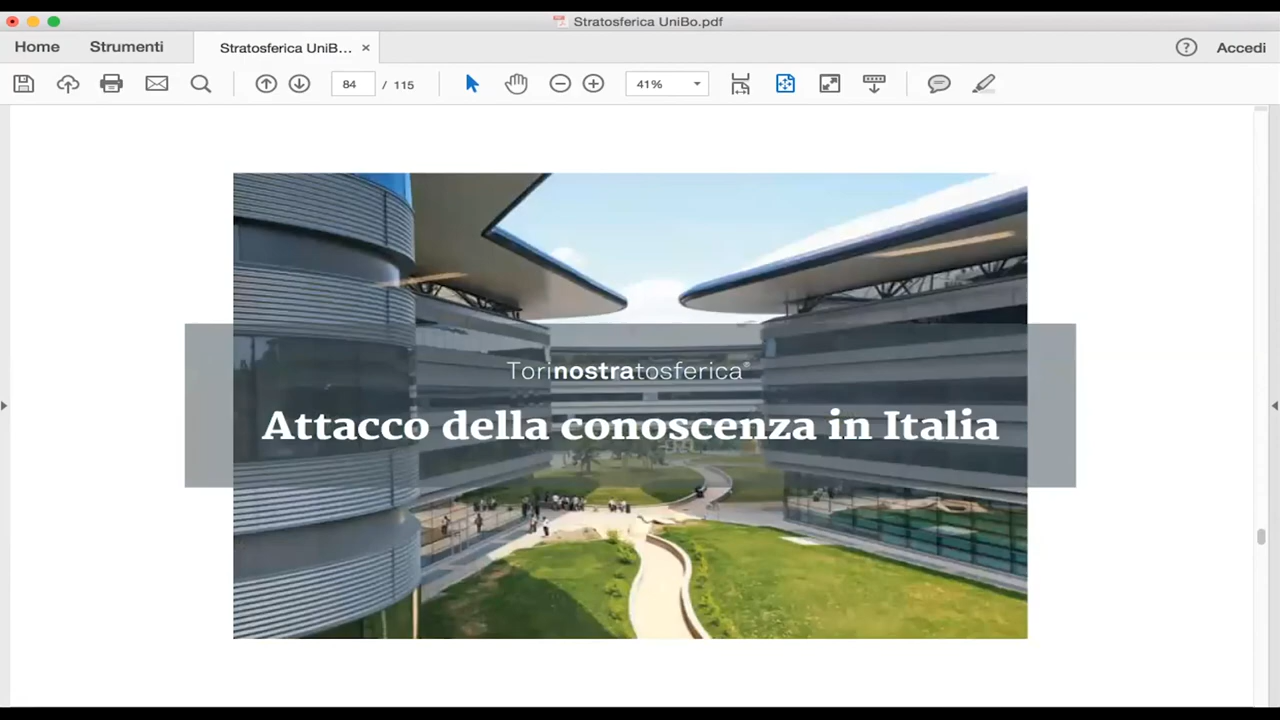 Stratosferica UniBo.pdf
Home Strumenti Stratosferica UniB... × ? Accedi
84 / 115 41%
Torinostratosferica®
Attacco della conoscenza in Italia